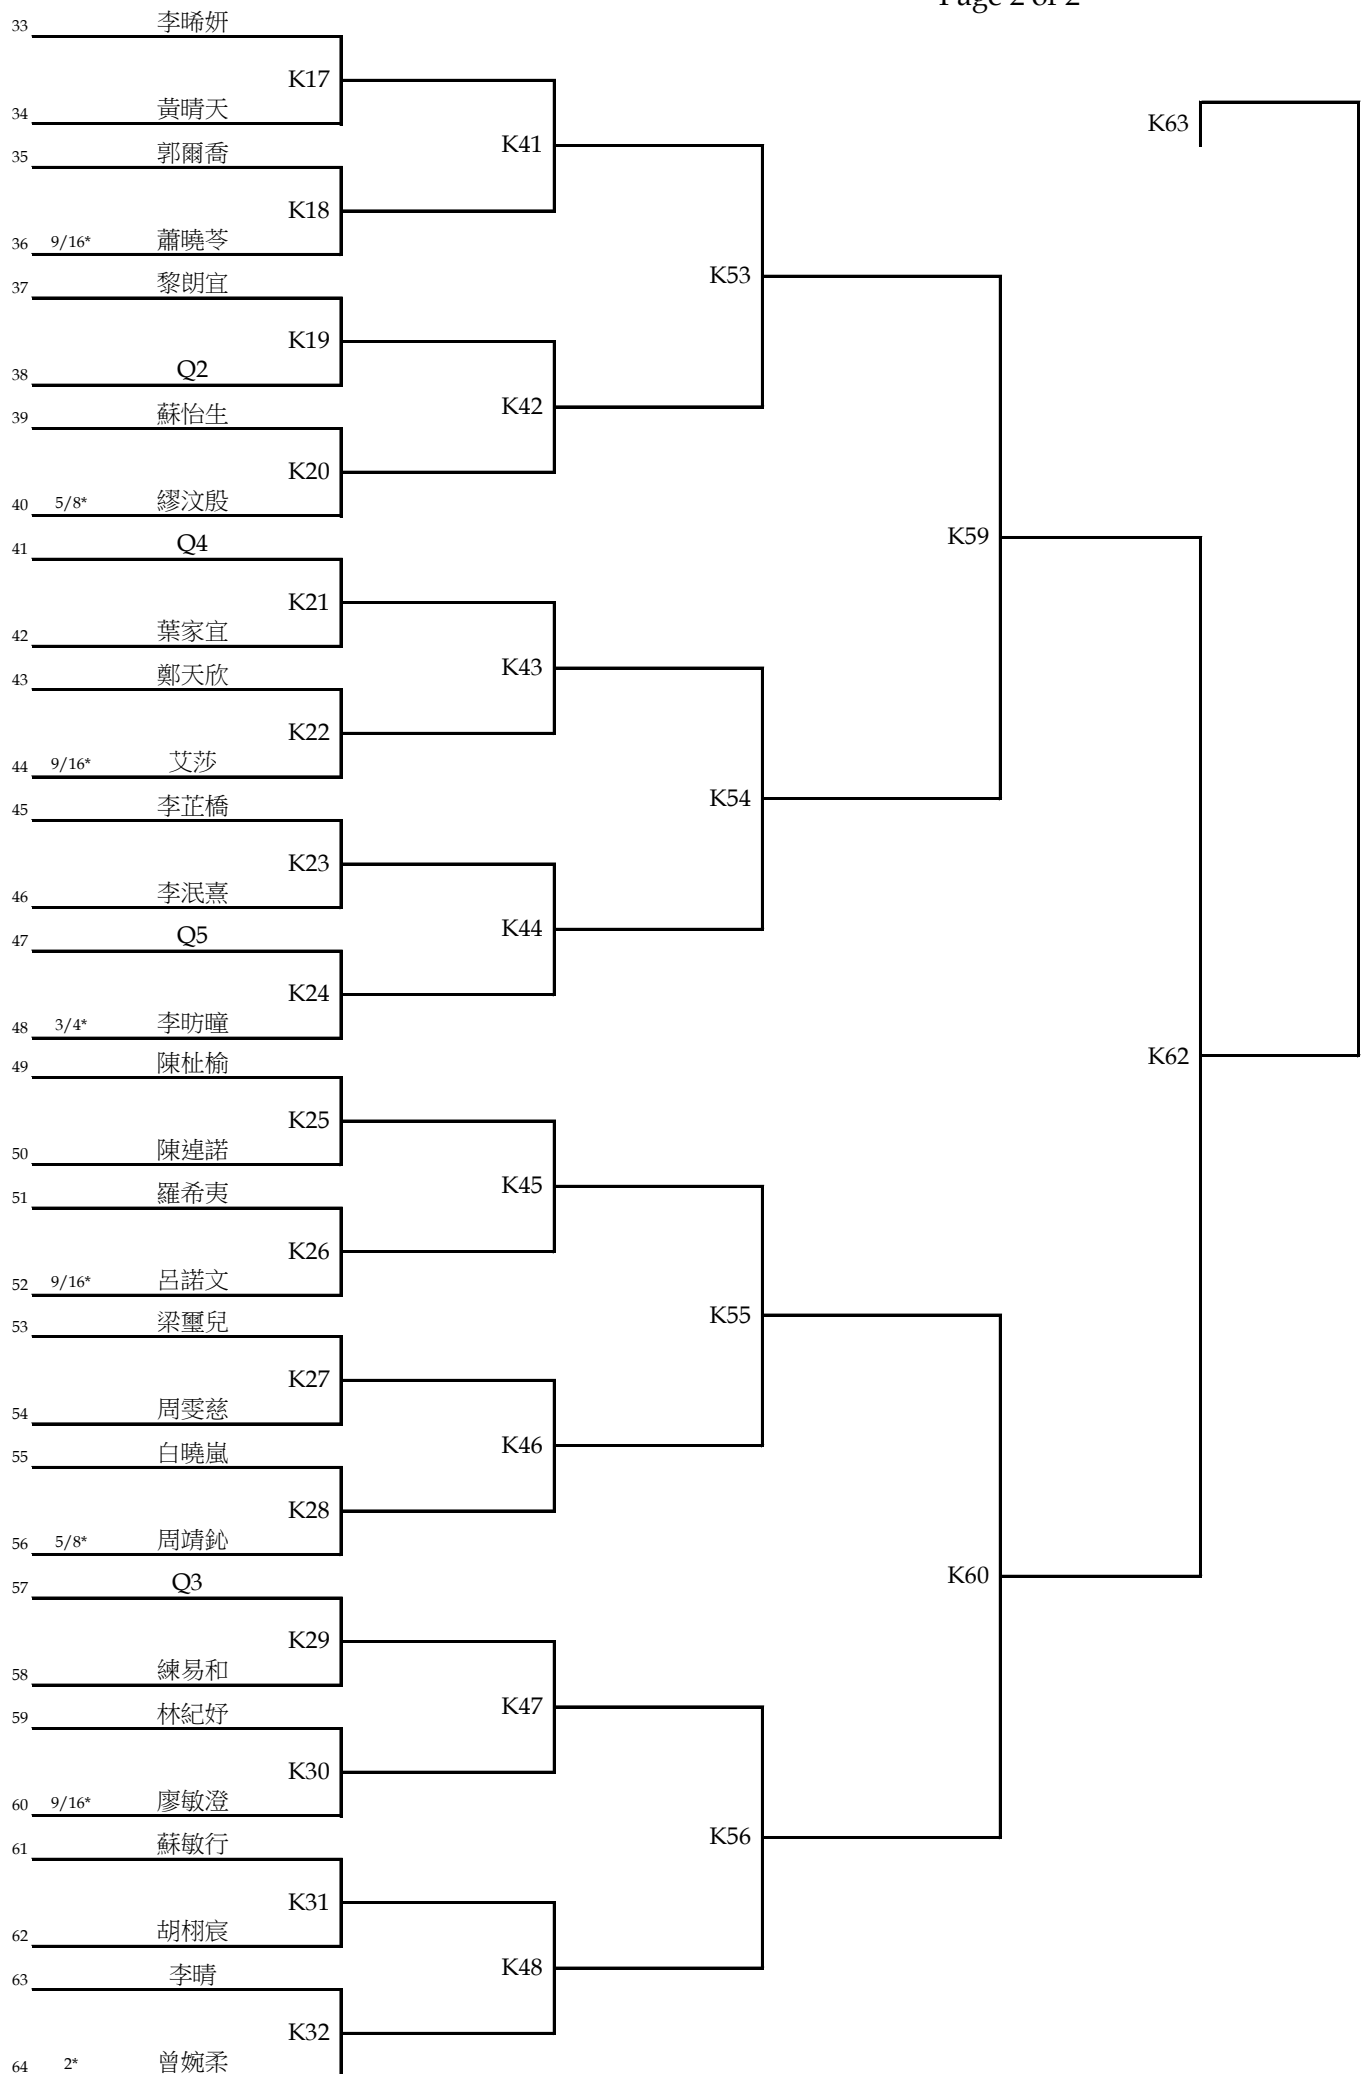 Page 2 of 2
33 李晞妍
K17
34 黃晴天
K63
K41
35 郭爾喬
K18
36 9/16* 蕭曉苓
K53
37 黎朗宜
K19
38 Q2
K42
39 蘇怡生
K20
40 5/8* 繆汶殷
K59
41 Q4
K21
42 葉家宜
K43
43 鄭天欣
K22
44 9/16* 艾莎
K54
45 李芷橋
K23
46 李泯熹
K44
47 Q5
K24
48 3/4* 李昉曈
K62
49 陳杫榆
K25
50 陳遑諾
K45
51 羅希夷
K26
52 9/16* 呂諾文
K55
53 梁璽兒
K27
54 周雯慈
K46
55 白曉嵐
K28
56 5/8* 周靖鈊
K60
57 Q3
K29
58 練易和
K47
59 林紀妤
K30
60 9/16* 廖敏澄
K56
61 蘇敏行
K31
62 胡栩宸
K48
63 李晴
K32
64 2* 曾婉柔